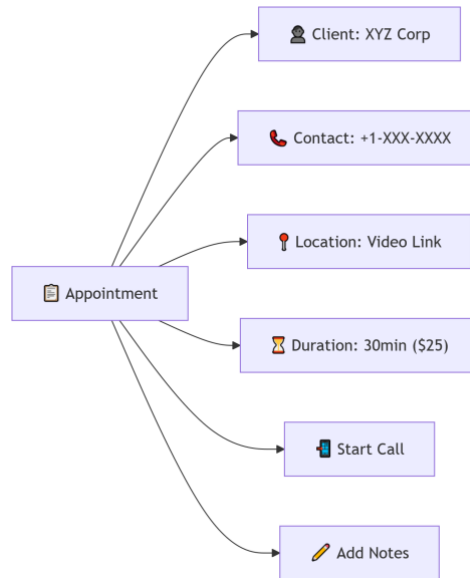 👤 Client: XYZ Corp
📞 Contact: +1-XXX-XXXX
📍 Location: Video Link
📋 Appointment
⏳ Duration: 30min ($25)
📲 Start Call
✏️ Add Notes